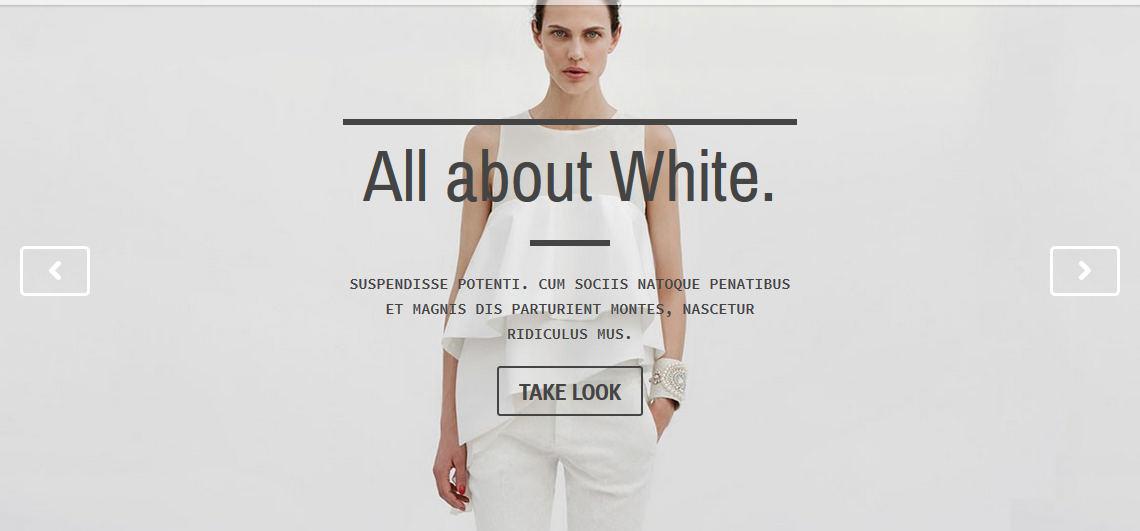 All about White.
SUSPENDISSE POTENTI. CUM SOCIIS NATOQUE PENATIBUS
ET MAGNIS DIS PARTURIENT MONTES, NASCETUR
RIDICULUS MUS.
TAKE LOOK